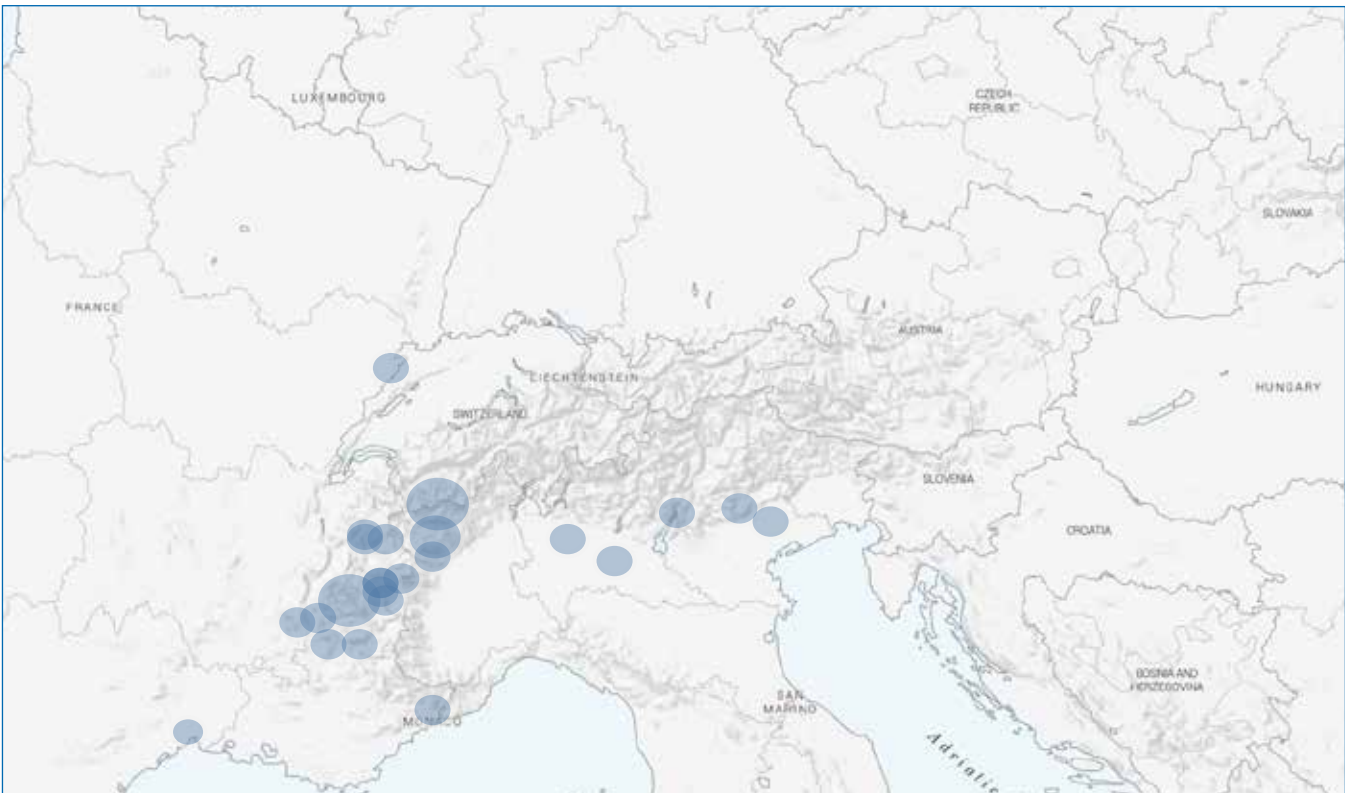 LUXEMBOURG
CZECH
REPUBLIC
SLOVAKIA
FRANCE
AUSTRIA
LIECHTENSTEIN
HUNGARY
SWITZERLAND
SLOVENIA
CROATIA
BOSNIA AND
HERZEGOVINA
SAN
MARINO
MONACO
Adriatic